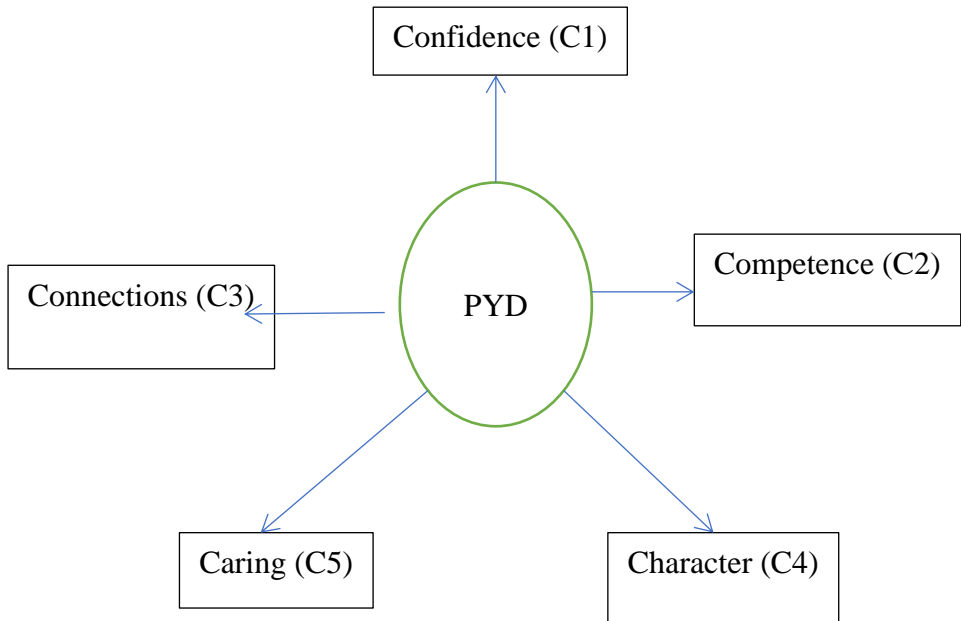 Confidence (C1)
Competence (C2)
Connections (C3)
PYD
Caring (C5)
Character (C4)